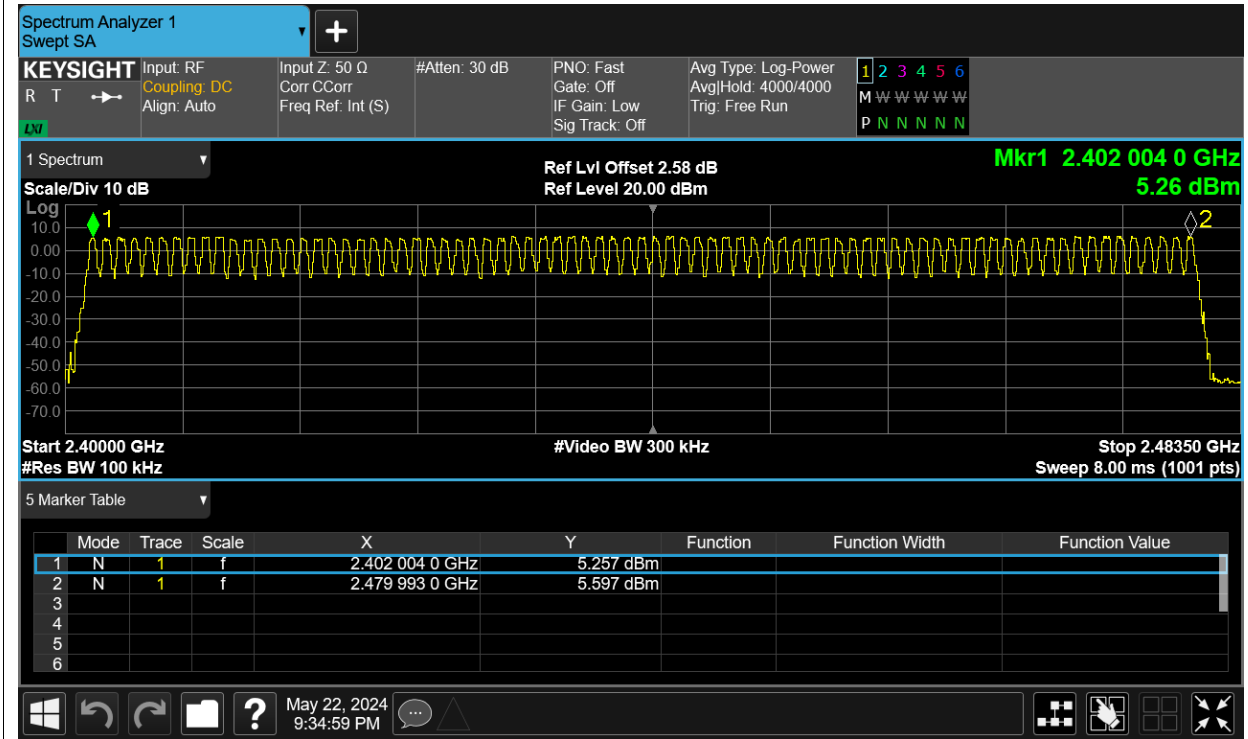 Spectrum Analyzer 1
Swept SA
KEYSIGHT Input: RF Input Z: 50 Ω #Atten: 30 dB PNO: Fast Avg Type: Log-Power 1 2 3 4 5 6
R T Coupling: DC Corr CCorr Gate: Off Avg|Hold: 4000/4000 M W W W W W
Align: Auto Freq Ref: Int (S) IF Gain: Low Trig: Free Run
LXI Sig Track: Off P N N N N N
1 Spectrum Ref Lvl Offset 2.58 dB Mkr1 2.402 004 0 GHz
Scale/Div 10 dB Ref Level 20.00 dBm 5.26 dBm
Log
1 2
10.0
0.00
-10.0
-20.0
-30.0
-40.0
-50.0
-60.0
-70.0
Start 2.40000 GHz #Video BW 300 kHz Stop 2.48350 GHz
#Res BW 100 kHz Sweep 8.00 ms (1001 pts)
5 Marker Table
Mode Trace Scale X Y Function Function Width Function Value
1 N 1 f 2.402 004 0 GHz 5.257 dBm
2 N 1 f 2.479 993 0 GHz 5.597 dBm
3
4
5
6
? May 22, 2024
9:34:59 PM